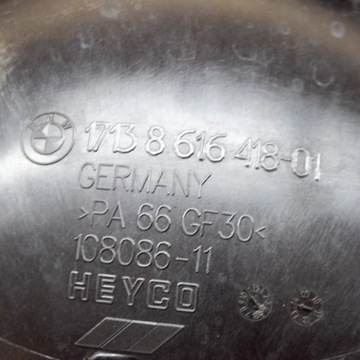 1713 8 616 418-01
GERMANY
>PA 66 GF30<
108086-11
HEYCO